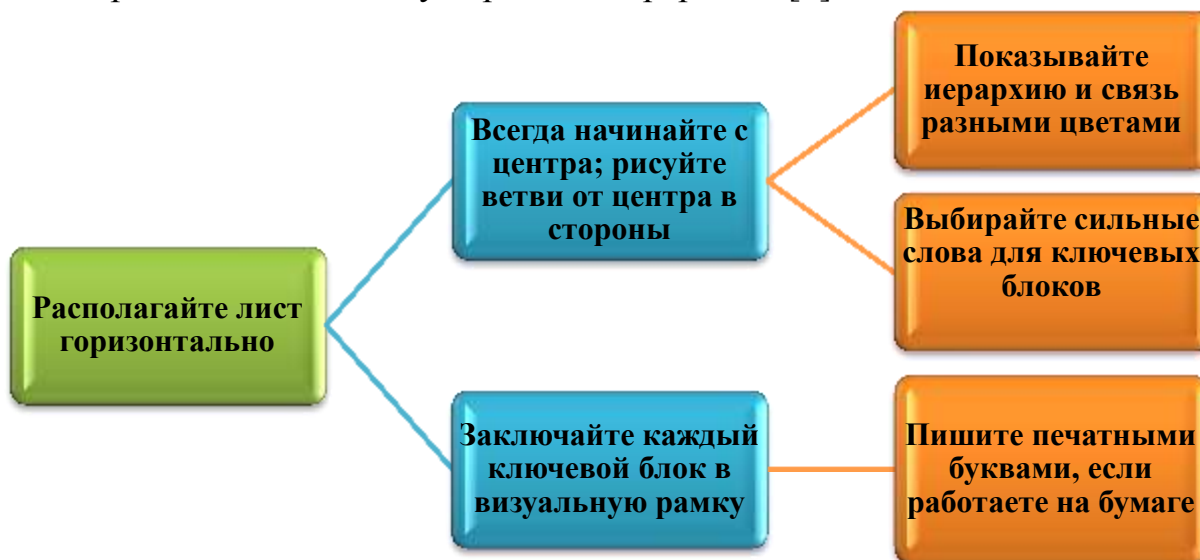 Располагайте лист
горизонтально
Всегда начинайте с
центра; рисуйте
ветви от центра в
стороны
Заключайте каждый
ключевой блок в
визуальную рамку
Показывайте
иерархию и связь
разными цветами
Выбирайте сильные
слова для ключевых
блоков
Пишите печатными
буквами, если
работаете на бумаге